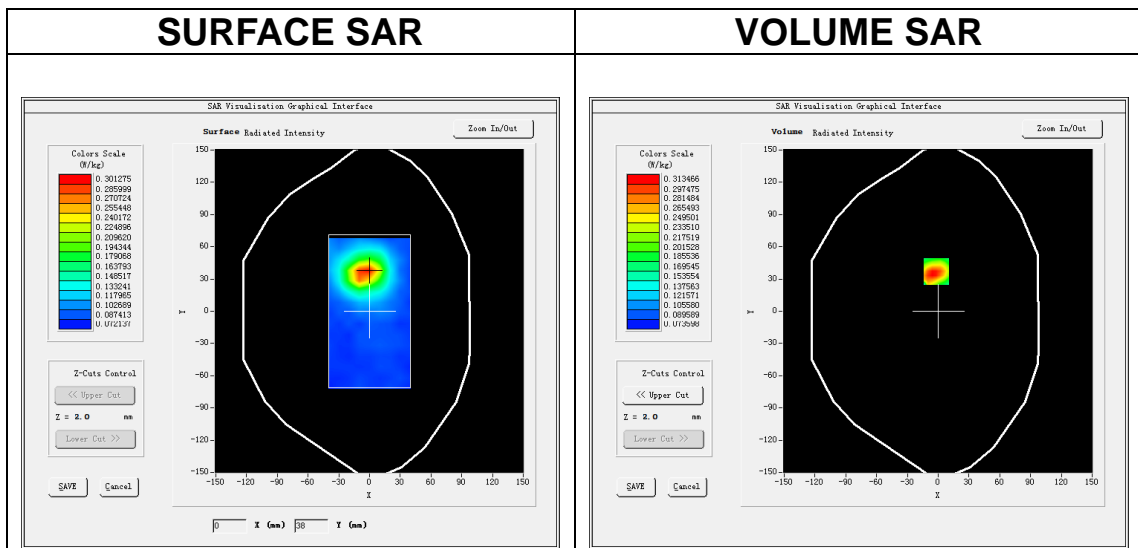 SURFACE SAR
VOLUME SAR
SAR Visualisation Graphical Interface
Surface Radiated Intensity
Zoom In/Out
Colors Scale
(W/kg)
0.301275
0.285999
0.270724
0.255448
0.240172
0.224896
0.209620
0.194344
0.179068
0.163793
0.148517
0.133241
0.117965
0.102689
0.087413
0.072137
150
120
90
60
30
0
-30
-60
-90
-120
-150
Y
-150 -120 -90 -60 -30 0 30 60 90 120 150
X
Z-Cuts Control
<< Upper Cut
Z = 2.0 mm
Lower Cut >>
SAVE Cancel
0 X (mm) 38 Y (mm)
SAR Visualisation Graphical Interface
Volume Radiated Intensity
Zoom In/Out
Colors Scale
(W/kg)
0.313466
0.297475
0.281484
0.265493
0.249501
0.233510
0.217519
0.201528
0.185536
0.169545
0.153554
0.137563
0.121571
0.105580
0.089589
0.073598
150
120
90
60
30
0
-30
-60
-90
-120
-150
Y
-150 -120 -90 -60 -30 0 30 60 90 120 150
X
Z-Cuts Control
<< Upper Cut
Z = 2.0 mm
Lower Cut >>
SAVE Cancel